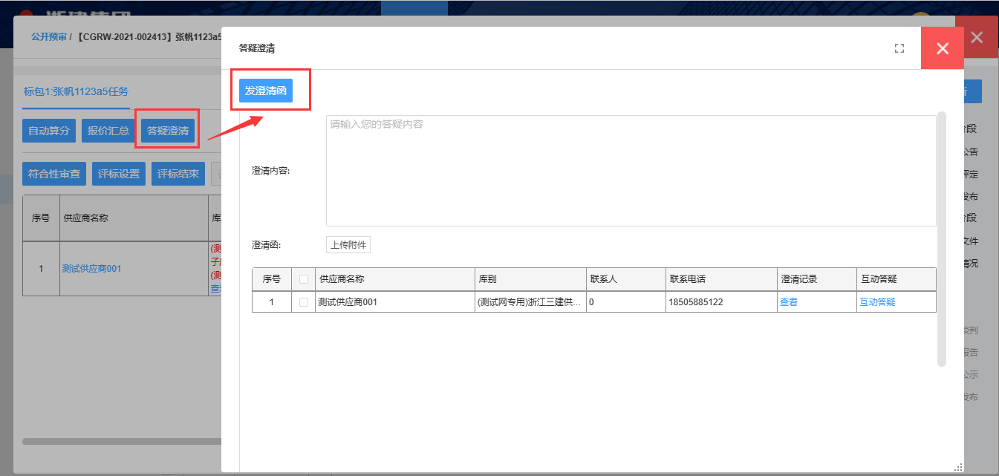 浙建集团
公开预审 / 【CGRW-2021-002413】张帆1123a5
答疑澄清
发澄清函
标包1:张帆1123a5任务
自动算分 报价汇总 答疑澄清
符合性审查 评标设置 评标结束
序号 供应商名称 库
1 测试供应商001 (测
子库
(测
查看
请输入您的答疑内容
澄清内容:
澄清函: 上传附件
序号 供应商名称 库别 联系人 联系电话 澄清记录 互动答疑
1 测试供应商001 (测试网专用)浙江三建供... 0 18505885122 查看 互动答疑
阶段
公告
评定
发布
阶段
文件
情况
谈判
报告
公示
发布